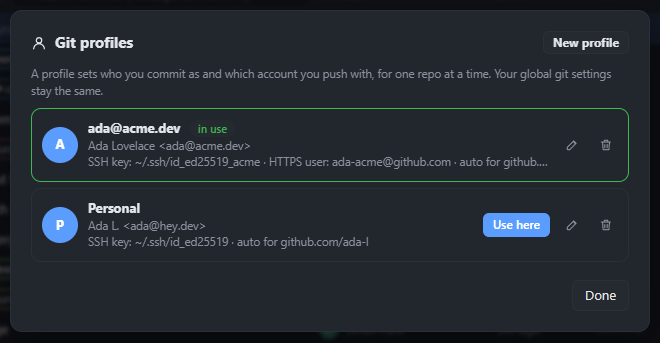 Git profiles
New profile
A profile sets who you commit as and which account you push with, for one repo at a time. Your global git settings
stay the same.
A
ada@acme.dev in use
Ada Lovelace <ada@acme.dev>
SSH key: ~/.ssh/id_ed25519_acme · HTTPS user: ada-acme@github.com · auto for github....
P
Personal
Ada L. <ada@hey.dev>
SSH key: ~/.ssh/id_ed25519 · auto for github.com/ada-l
Use here
Done